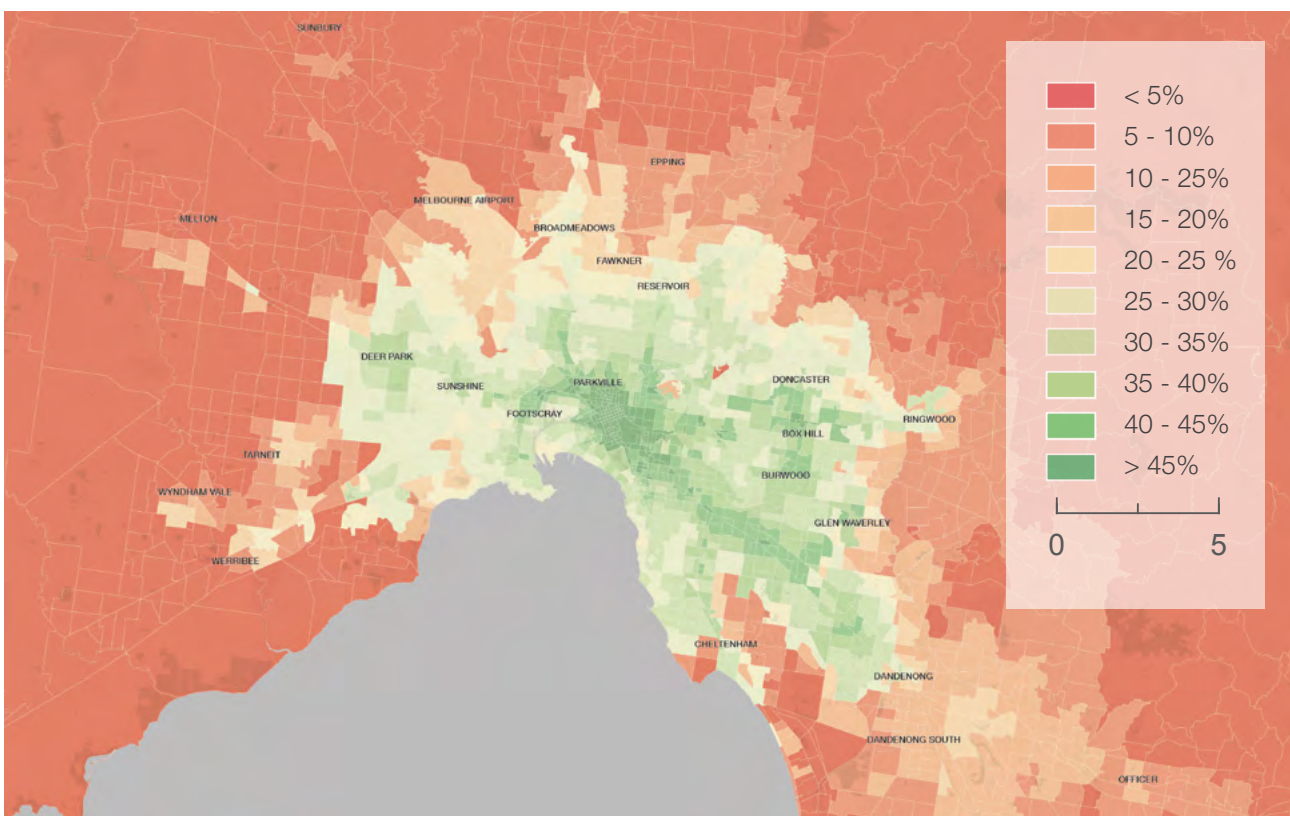 SUNBURY
< 5%
5 - 10%
EPPING
10 - 25%
MELBOURNE AIRPORT
MELTON
15 - 20%
BROADMEADOWS
FAWKNER
20 - 25 %
RESERVOIR
25 - 30%
30 - 35%
DEER PARK
SUNSHINE
PARKVILLE
DONCASTER
35 - 40%
FOOTSCRAY
RINGWOOD
40 - 45%
BOX HILL
TARNEIT
> 45%
BURWOOD
WYNDHAM VALE
GLEN WAVERLEY
0 5
WERRIBEE
CHELTENHAM
DANDENONG
DANDENONG SOUTH
OFFICER